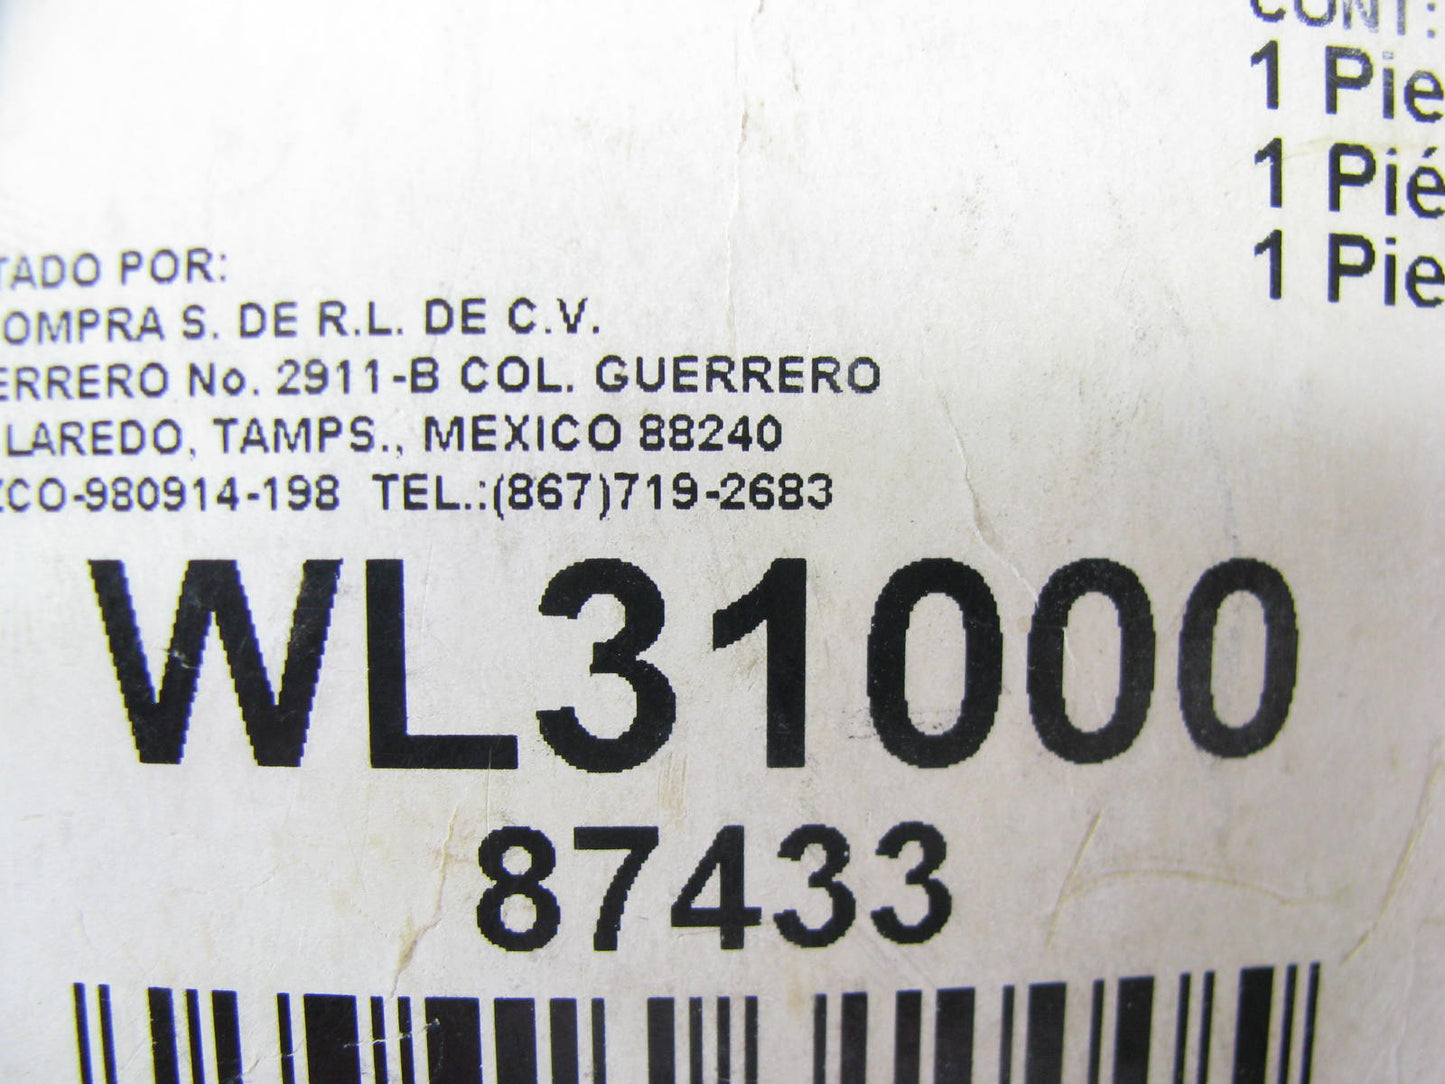 CONT:
1 Pie
1 Pié
1 Pie
TADO POR:
OMPRA S. DE R.L. DE C.V.
ERRERO No. 2911-B COL. GUERRERO
LAREDO, TAMPS., MEXICO 88240
ZCO-980914-198 TEL.:(867)719-2683
WL31000
87433